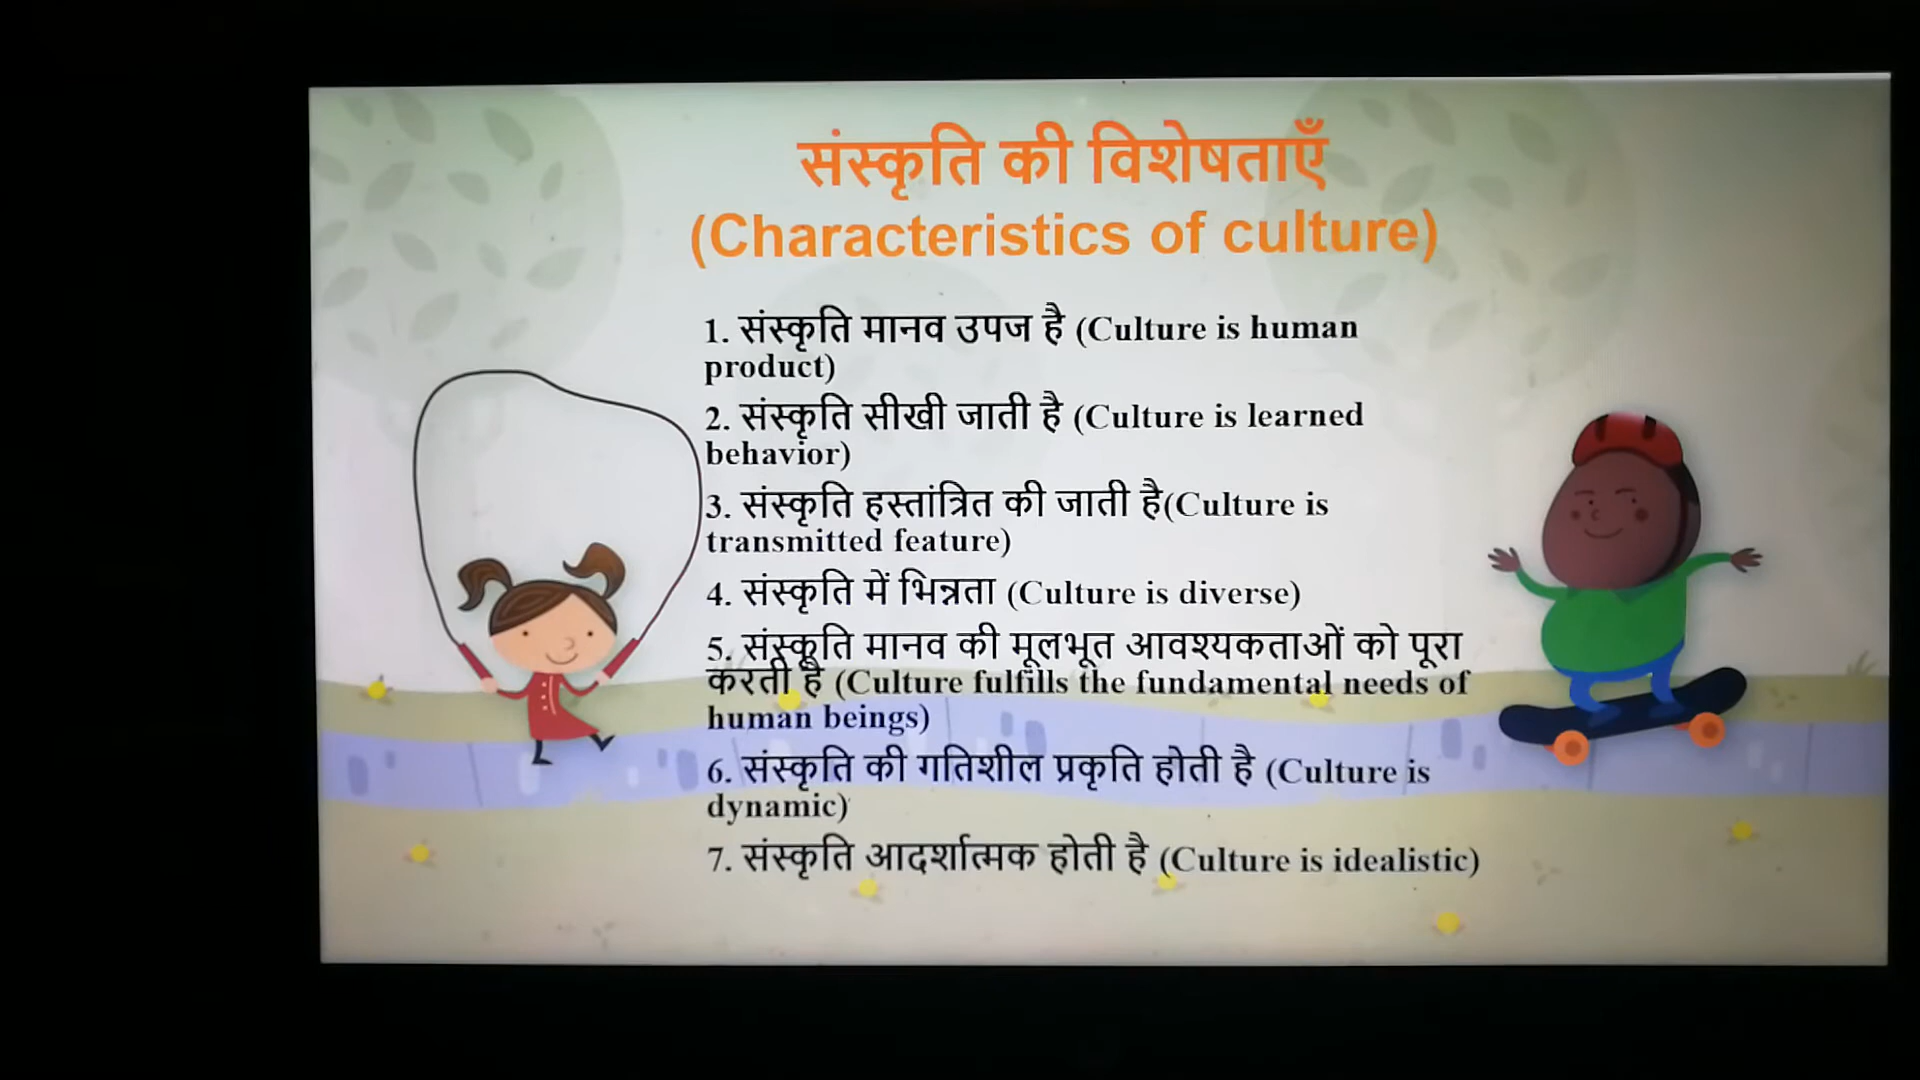 संस्कृति की विशेषताएँ
(Characteristics of culture)
1. संस्कृति मानव उपज है (Culture is human
product)
2. संस्कृति सीखी जाती है (Culture is learned
behavior)
3. संस्कृति हस्तांत्रित की जाती है(Culture is
transmitted feature)
4. संस्कृति में भिन्नता (Culture is diverse)
5. संस्कृति मानव की मूलभूत आवश्यकताओं को पूरा
करती है (Culture fulfills the fundamental needs of
human beings)
6. संस्कृति की गतिशील प्रकृति होती है (Culture is
dynamic)
7. संस्कृति आदर्शात्मक होती है (Culture is idealistic)